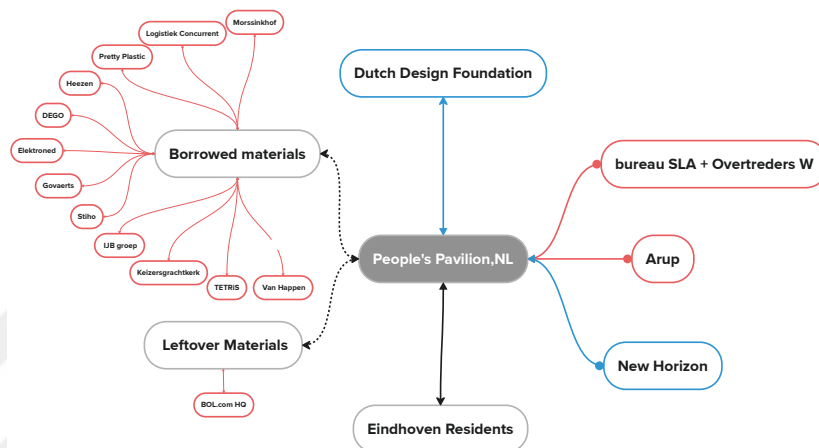 Morssinkhof
Logistiek Concurrent
Pretty Plastic
Dutch Design Foundation
Heezen
DEGO
Elektroned
Borrowed materials
bureau SLA + Overtreders W
Govaerts
Stiho
IJB groep
People's Pavilion,NL
Arup
Keizersgrachtkerk
TETRiS
Van Happen
Leftover Materials
New Horizon
BOL.com HQ
Eindhoven Residents